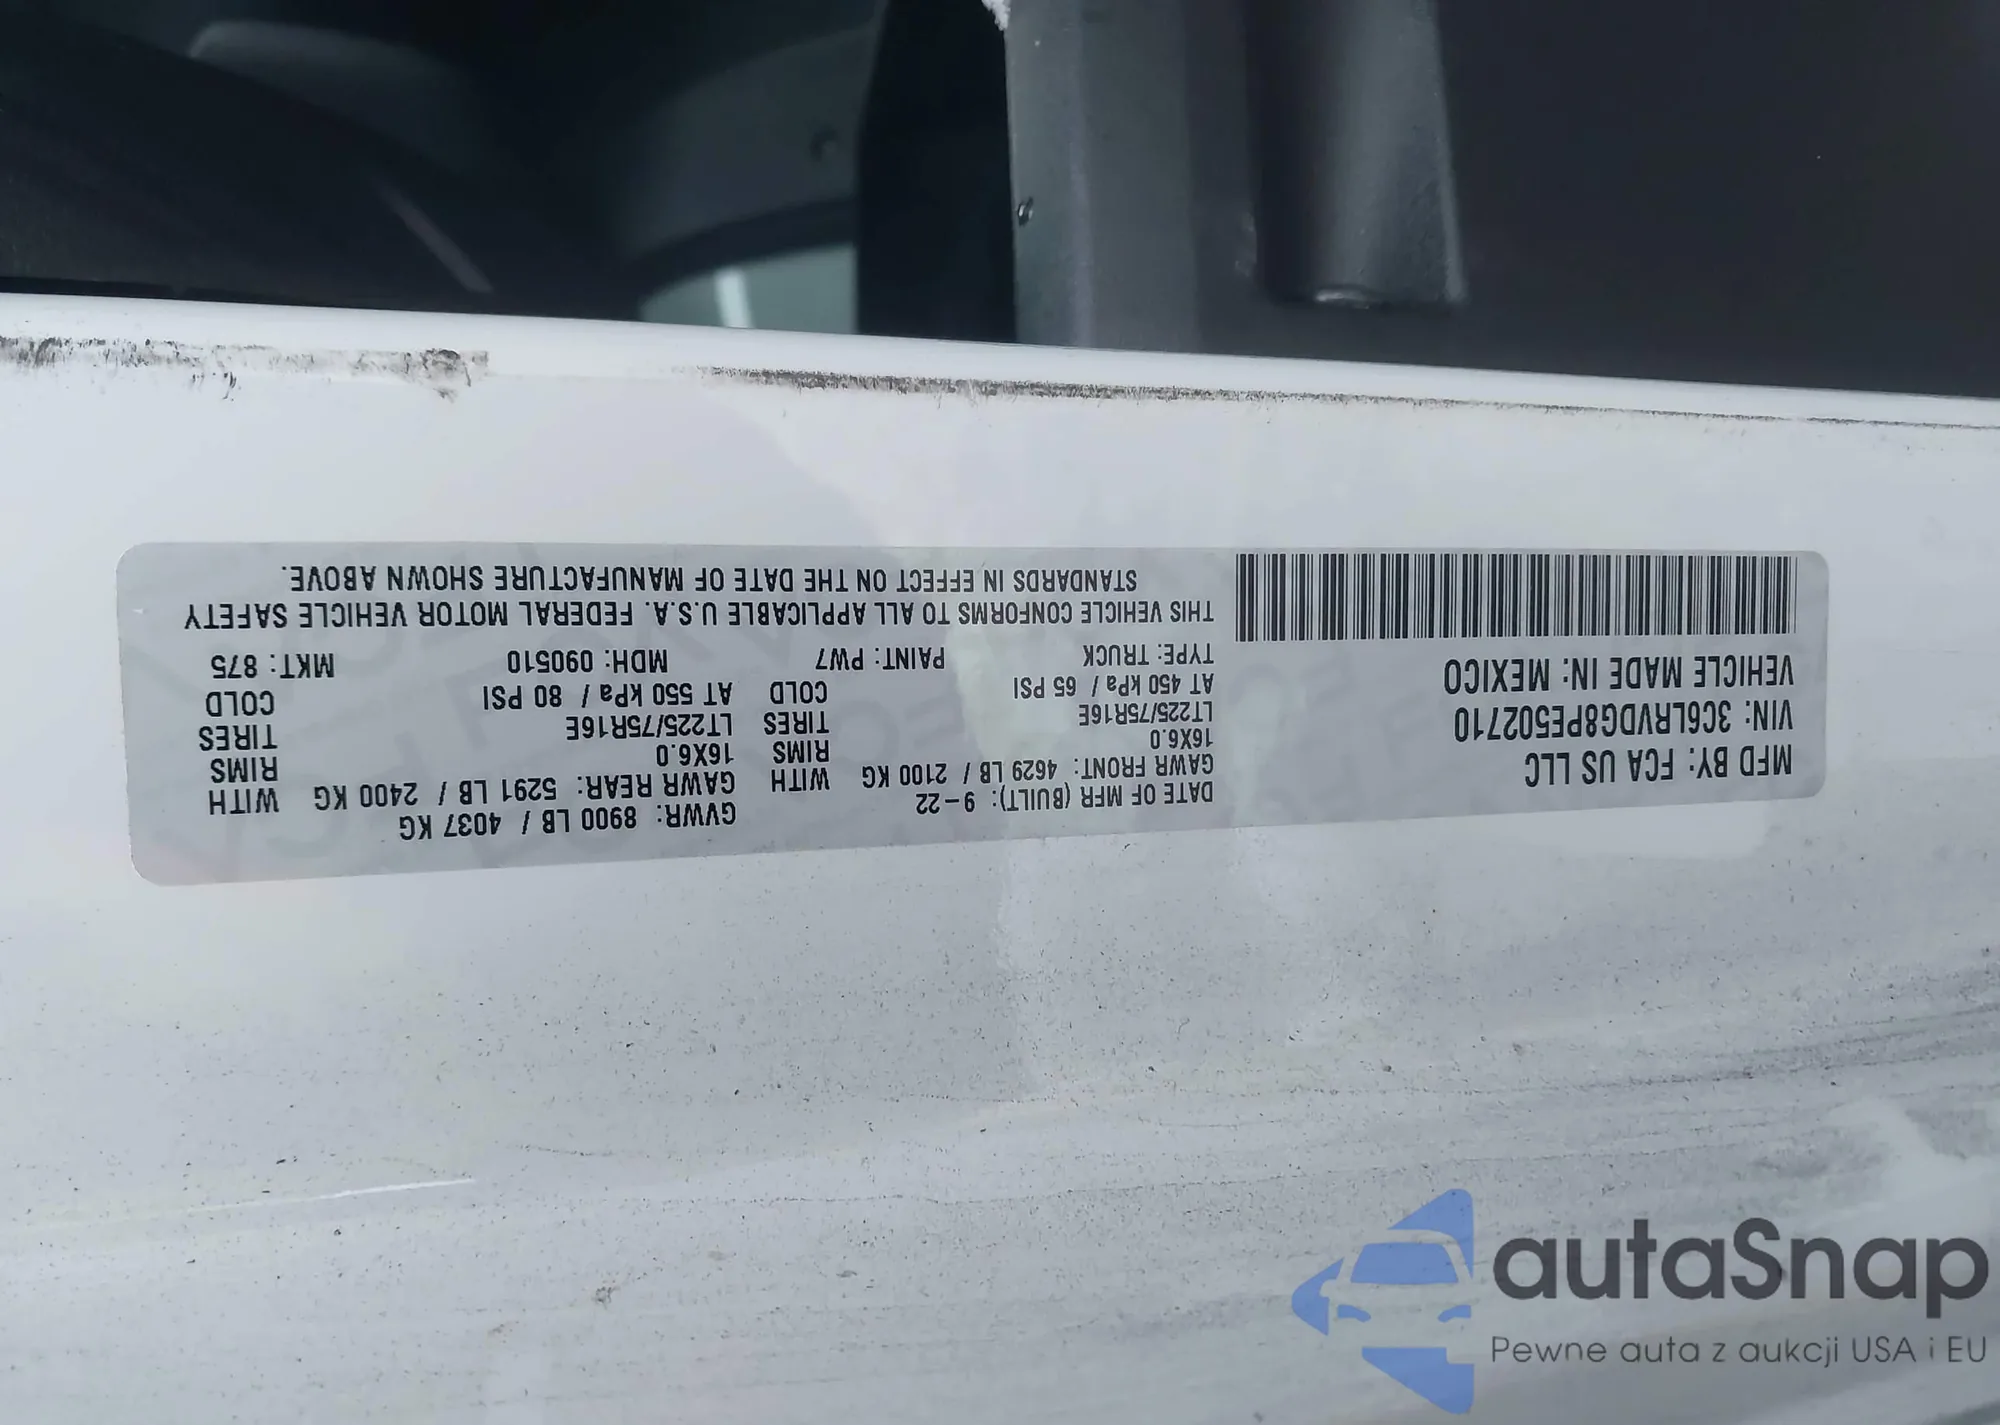 MFD BY: FCA US LLC
VIN: 3C6LRVDG8PE502710
VEHICLE MADE IN: MEXICO
DATE OF MFR (BUILT): 9-22
GVWR: 8900 LB / 4037 KG
GAWR FRONT: 4629 LB / 2100 KG WITH
16X6.0 RIMS
LT225/75R16E TIRES
AT 450 kPa / 65 PSI COLD
GAWR REAR: 5291 LB / 2400 KG WITH
16X6.0 RIMS
LT225/75R16E TIRES
AT 550 kPa / 80 PSI COLD
TYPE: TRUCK PAINT: PW7 MDH: 090510 MKT: 875
THIS VEHICLE CONFORMS TO ALL APPLICABLE U.S.A. FEDERAL MOTOR VEHICLE SAFETY
STANDARDS IN EFFECT ON THE DATE OF MANUFACTURE SHOWN ABOVE.
autaSnap
Pewne auta z aukcji USA i EU